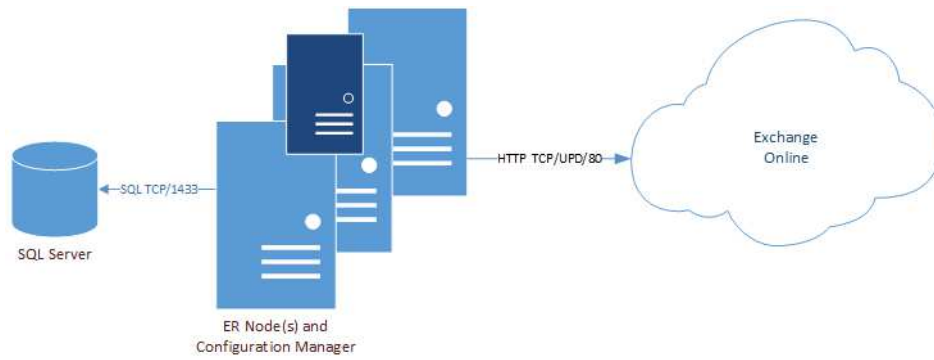 Exchange
Online
HTTP TCP/UPD/80
SQL TCP/1433
SQL Server
ER Node(s) and
Configuration Manager